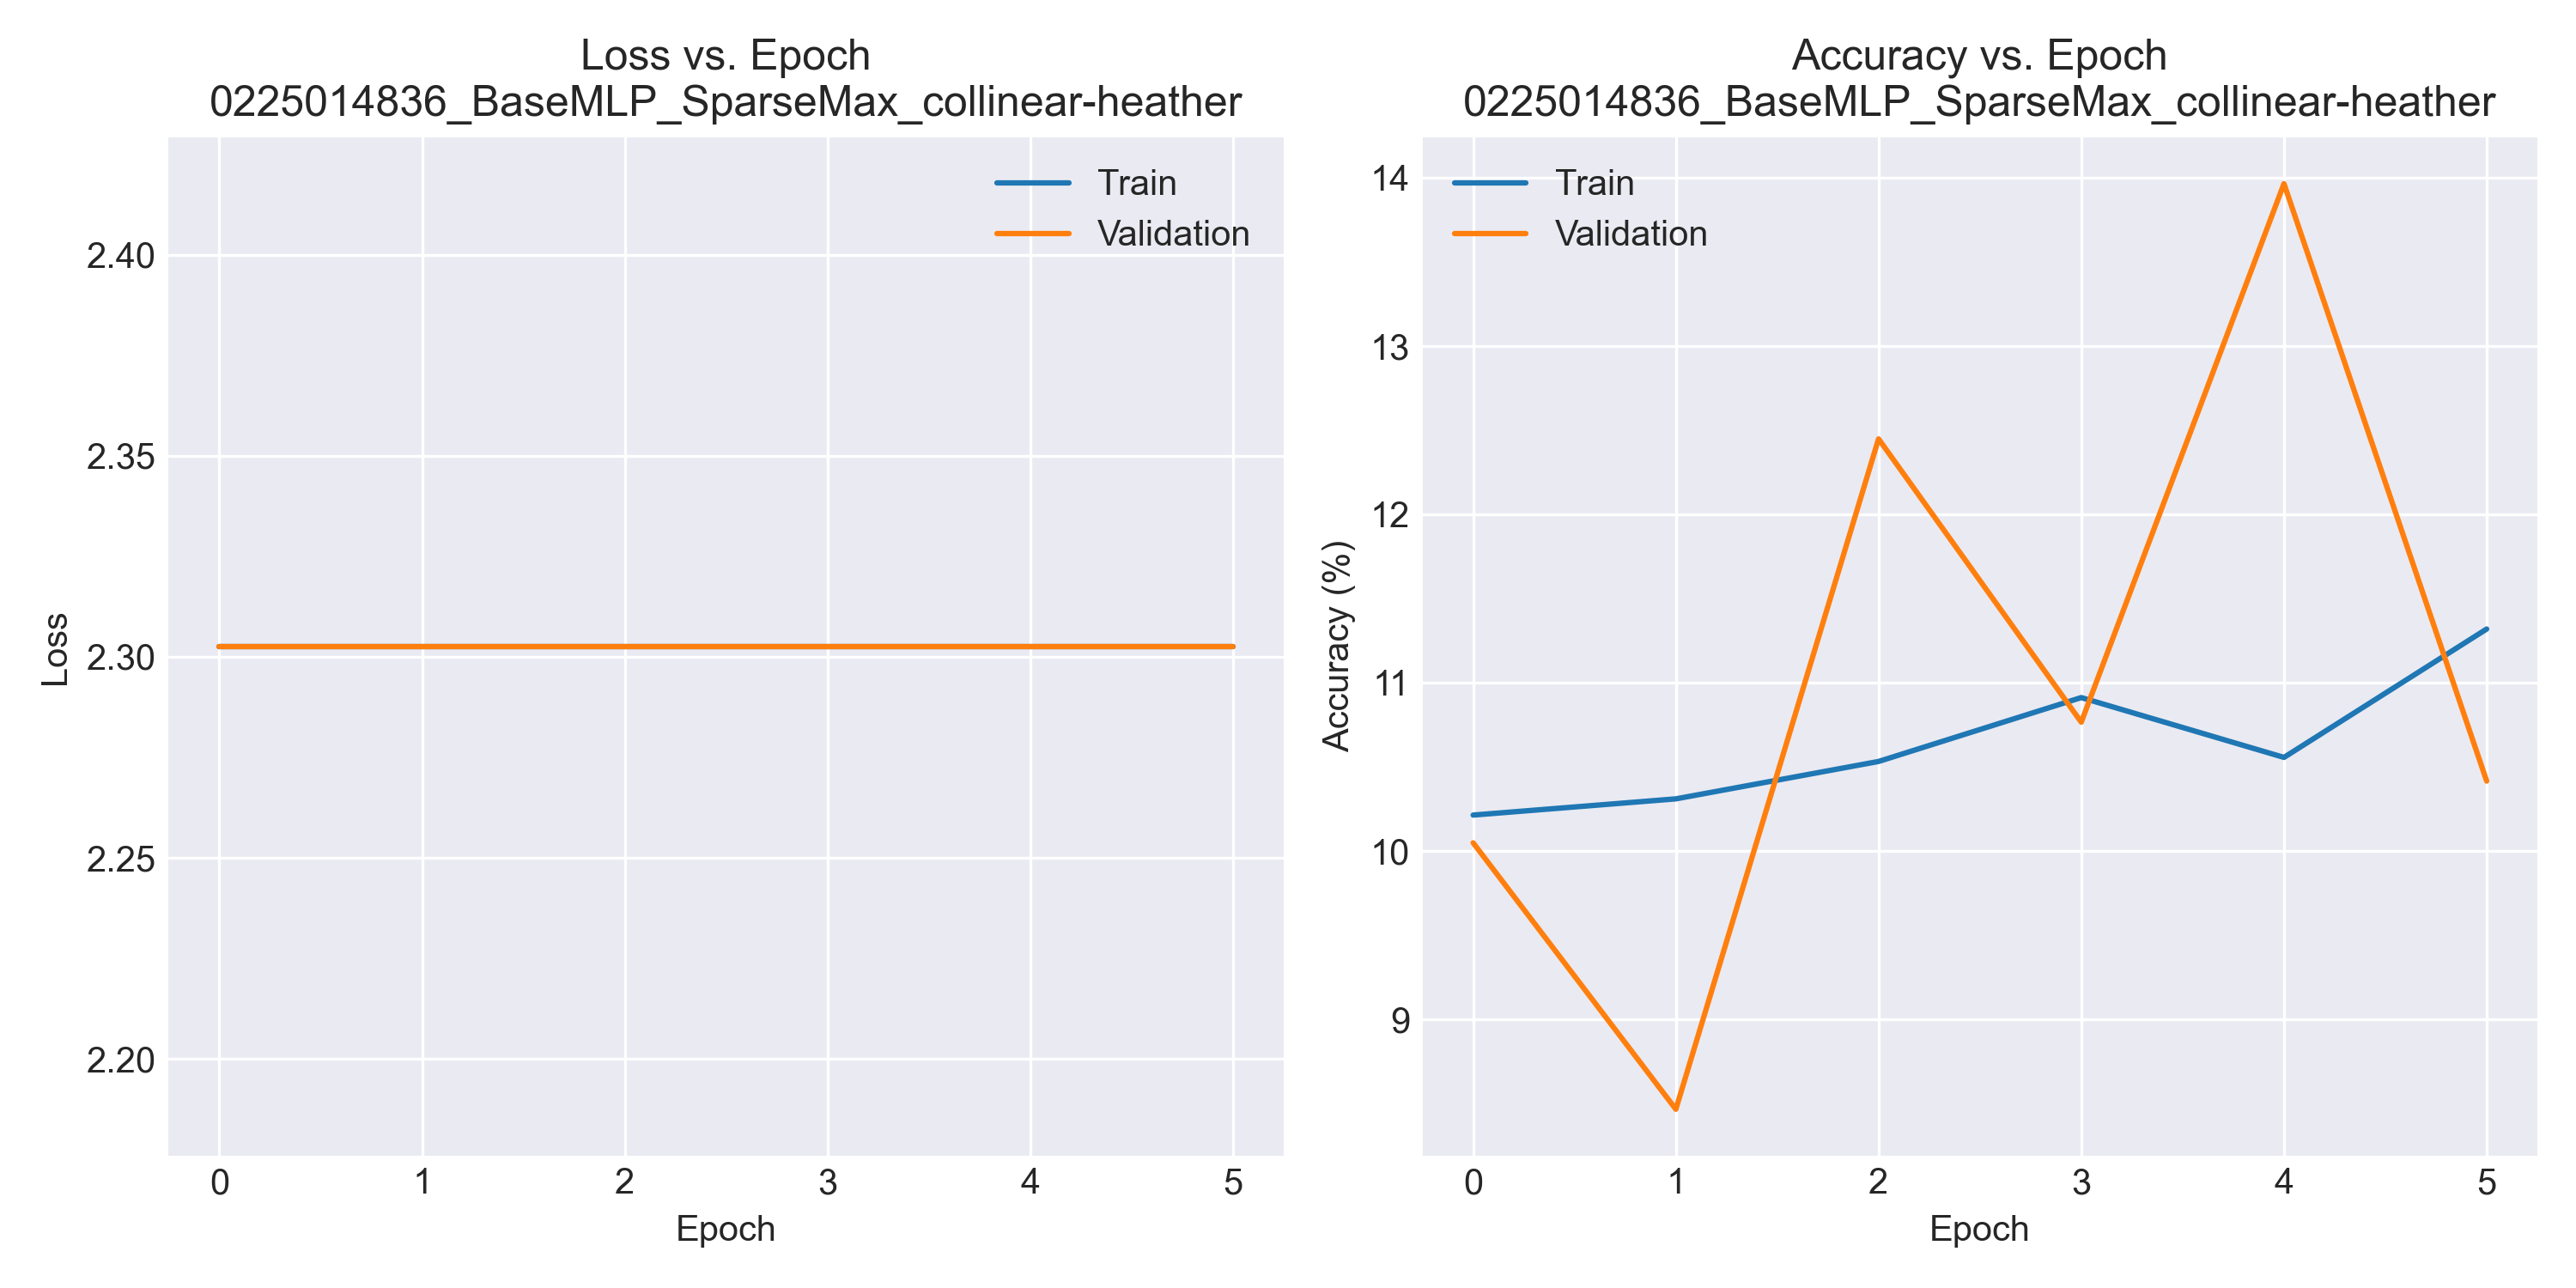 Loss vs. Epoch
0225014836_BaseMLP_SparseMax_collinear-heather
Train
Validation
2.40
2.35
2.30
2.25
2.20
Loss
0 1 2 3 4 5
Epoch
Accuracy vs. Epoch
0225014836_BaseMLP_SparseMax_collinear-heather
Train
Validation
14
13
12
11
10
9
Accuracy (%)
0 1 2 3 4 5
Epoch